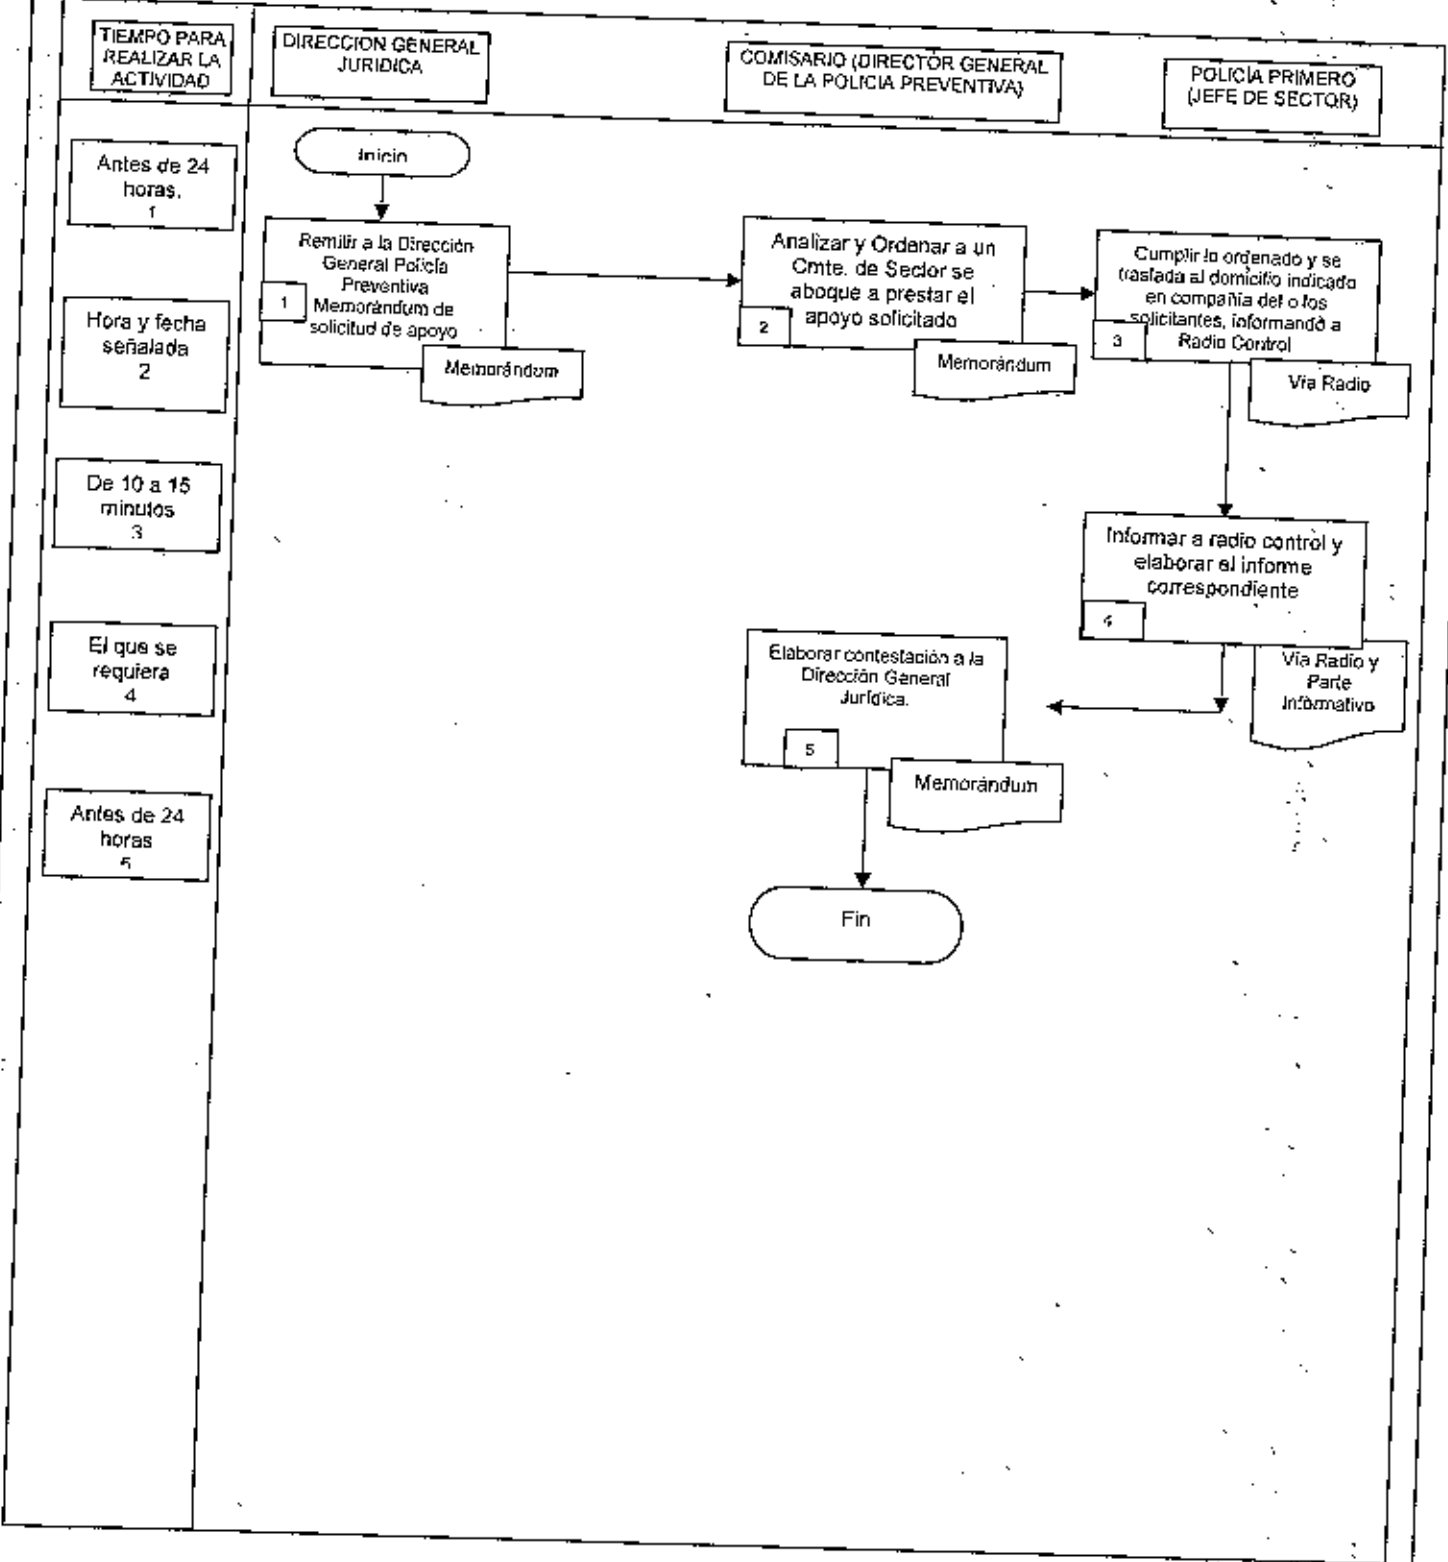 TIEMPO PARA
REALIZAR LA
ACTIVIDAD
DIRECCION GENERAL
JURIDICA
COMISARIO (DIRECTOR GENERAL
DE LA POLICIA PREVENTIVA)
POLICÍA PRIMERO
(JEFE DE SECTOR)
Antes de 24
horas.
1
Inicio
Remitir a la Dirección
General Policía
Preventiva
Memorándum de
solicitud de apoyo
1
Memorándum
Analizar y Ordenar a un
Cmte. de Sector se
aboque a prestar el
apoyo solicitado
2
Memorándum
Cumplir lo ordenado y se
traslada al domicilio indicado
en compañía del o los
solicitantes, informando a
Radio Control
3
Vía Radio
Hora y fecha
señalada
2
De 10 a 15
minutos
3
Informar a radio control y
elaborar el informe
correspondiente
4
Vía Radio y
Parte
Informativo
El que se
requiera
4
Elaborar contestación a la
Dirección General
Jurídica.
5
Memorándum
Antes de 24
horas
5
Fin